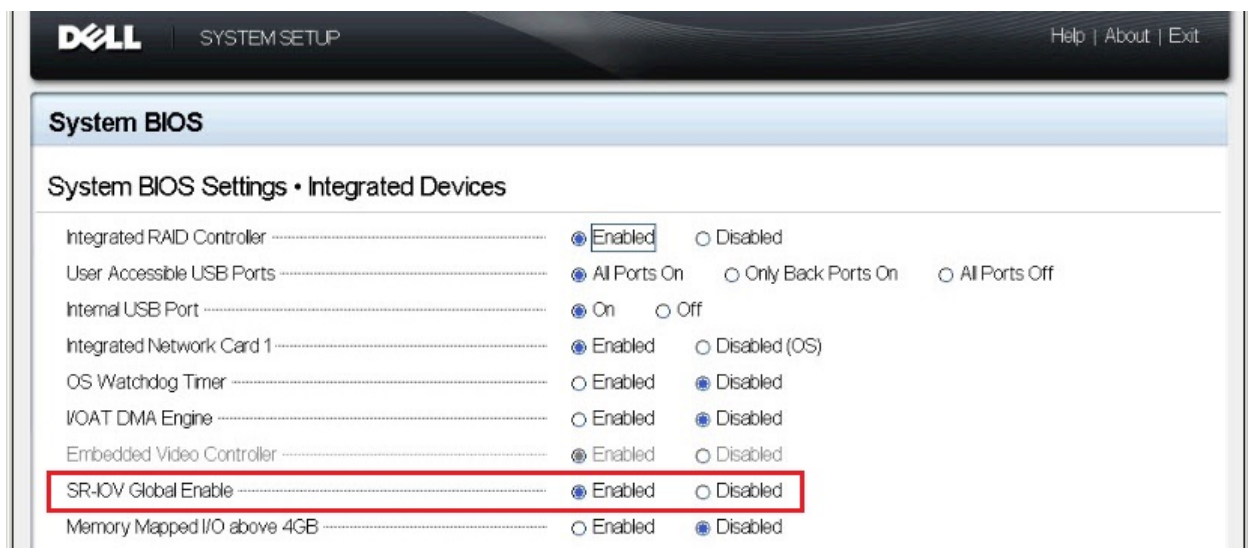 DELL SYSTEM SETUP Help | About | Exit
System BIOS
System BIOS Settings • Integrated Devices
Integrated RAID Controller Enabled Disabled
User Accessible USB Ports All Ports On Only Back Ports On All Ports Off
Internal USB Port On Off
Integrated Network Card 1 Enabled Disabled (OS)
OS Watchdog Timer Enabled Disabled
I/OAT DMA Engine Enabled Disabled
Embedded Video Controller Enabled Disabled
SR-IOV Global Enable Enabled Disabled
Memory Mapped I/O above 4GB Enabled Disabled